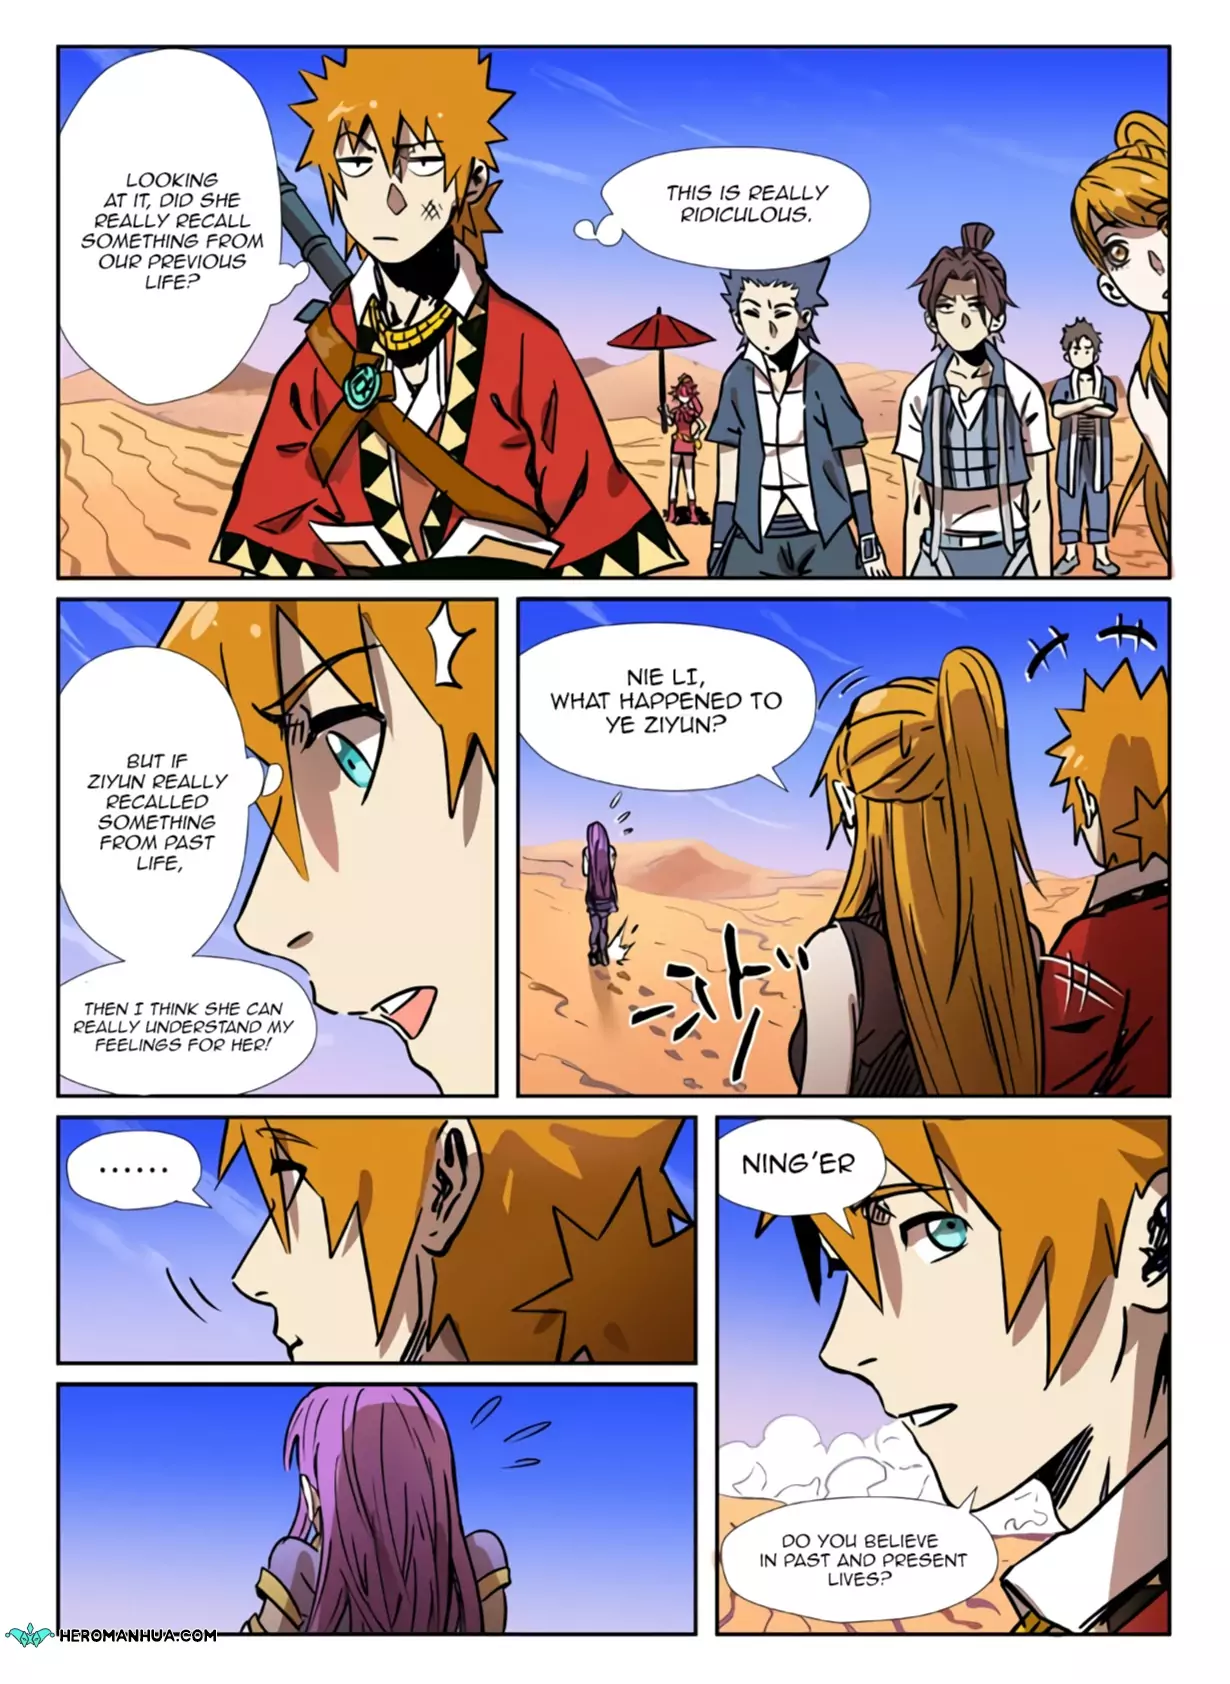 LOOKING
AT IT, DID SHE
REALLY RECALL
SOMETHING FROM
OUR PREVIOUS
LIFE?
THIS IS REALLY
RIDICULOUS.
BUT IF
ZIYUN REALLY
RECALLED
SOMETHING
FROM PAST
LIFE,
THEN I THINK SHE CAN
REALLY UNDERSTAND MY
FEELINGS FOR HER!
NIE LI,
WHAT HAPPENED TO
YE ZIYUN?
......
NING'ER
DO YOU BELIEVE
IN PAST AND PRESENT
LIVES?
HEROMANHUA.COM